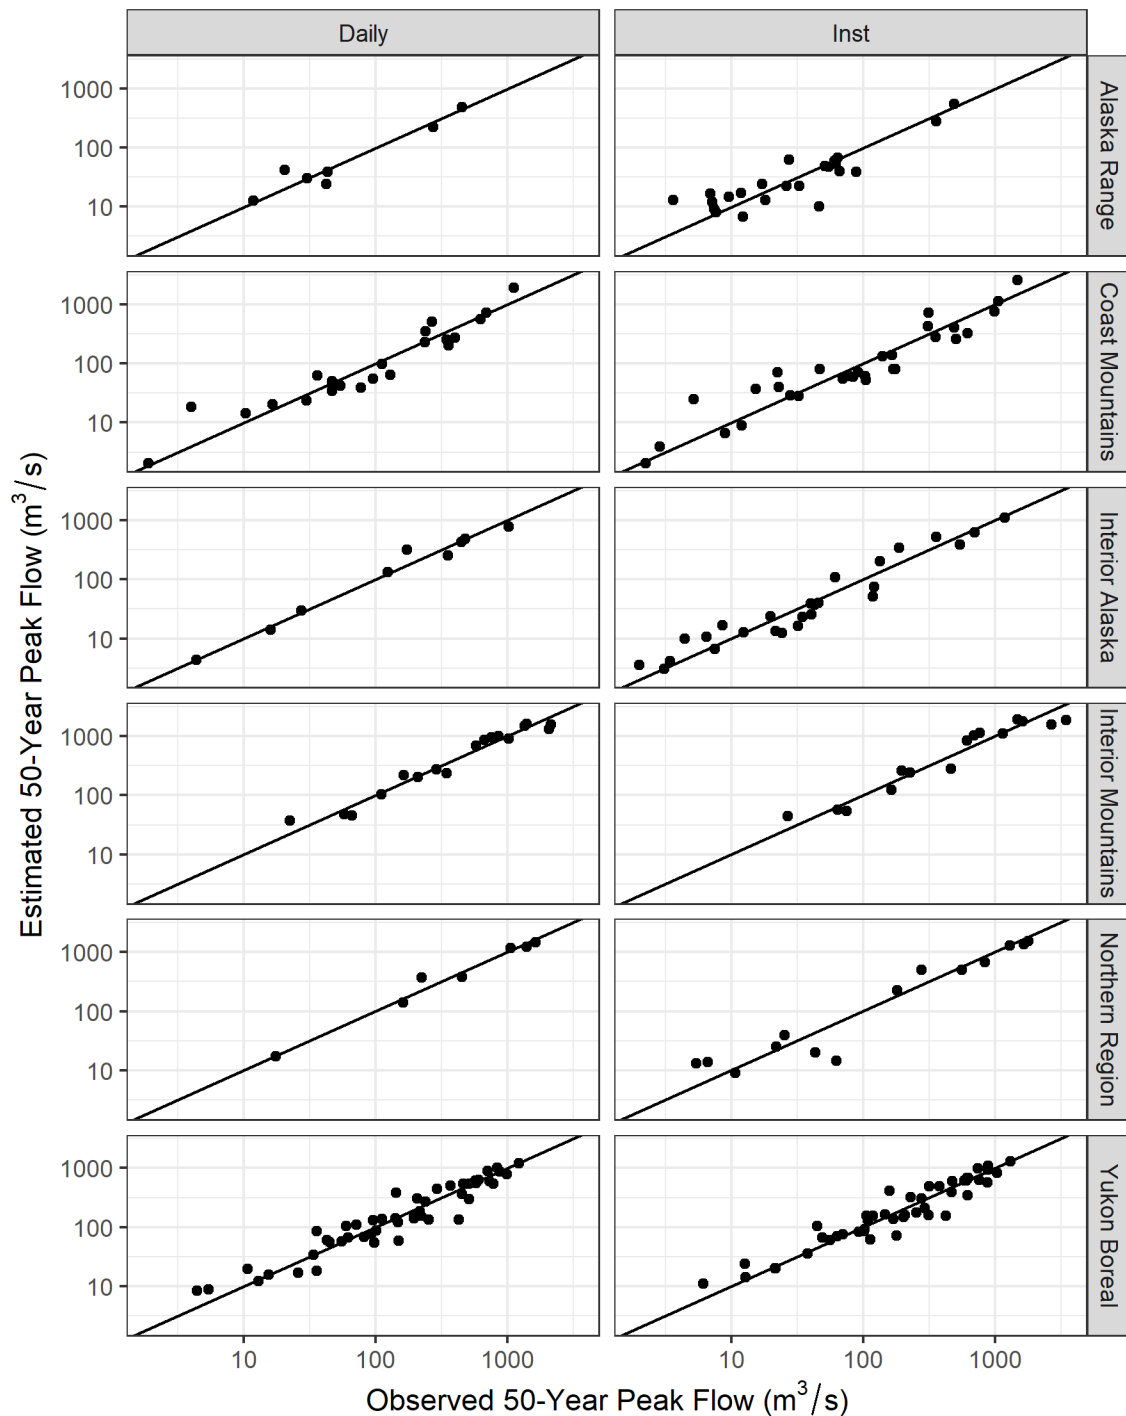 Daily Inst
1000
100
10
Alaska Range
1000
100
10
Coast Mountains
1000
100
10
Interior Alaska
1000
100
10
Interior Mountains
1000
100
10
Northern Region
1000
100
10
Yukon Boreal
Estimated 50-Year Peak Flow (m³/s)
10 100 1000 10 100 1000
Observed 50-Year Peak Flow (m³/s)